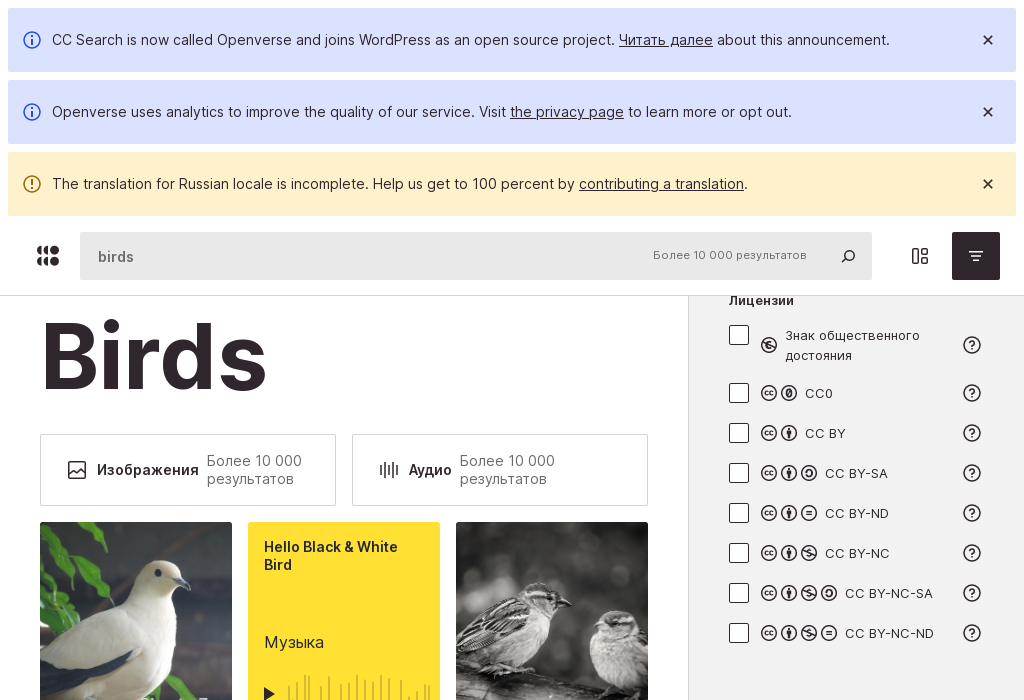 CC Search is now called Openverse and joins WordPress as an open source project. Читать далее about this announcement.
Openverse uses analytics to improve the quality of our service. Visit the privacy page to learn more or opt out.
The translation for Russian locale is incomplete. Help us get to 100 percent by contributing a translation.
birds
Более 10 000 результатов
Birds
Изображения
Более 10 000
результатов
Аудио
Более 10 000
результатов
Hello Black & White
Bird
Музыка
Лицензии
Знак общественного
достояния
CC0
CC BY
CC BY-SA
CC BY-ND
CC BY-NC
CC BY-NC-SA
CC BY-NC-ND